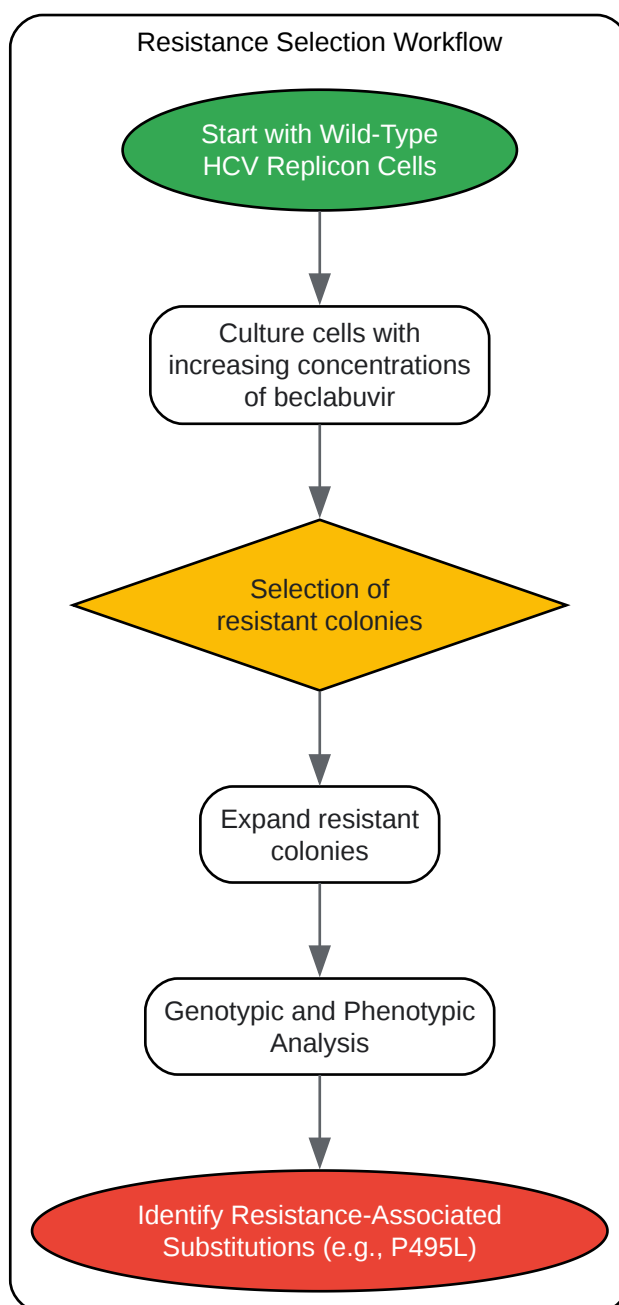 Resistance Selection Workflow
Start with Wild-Type
HCV Replicon Cells
Culture cells with
increasing concentrations
of beclabuvir
Selection of
resistant colonies
Expand resistant
colonies
Genotypic and Phenotypic
Analysis
Identify Resistance-Associated
Substitutions (e.g., P495L)